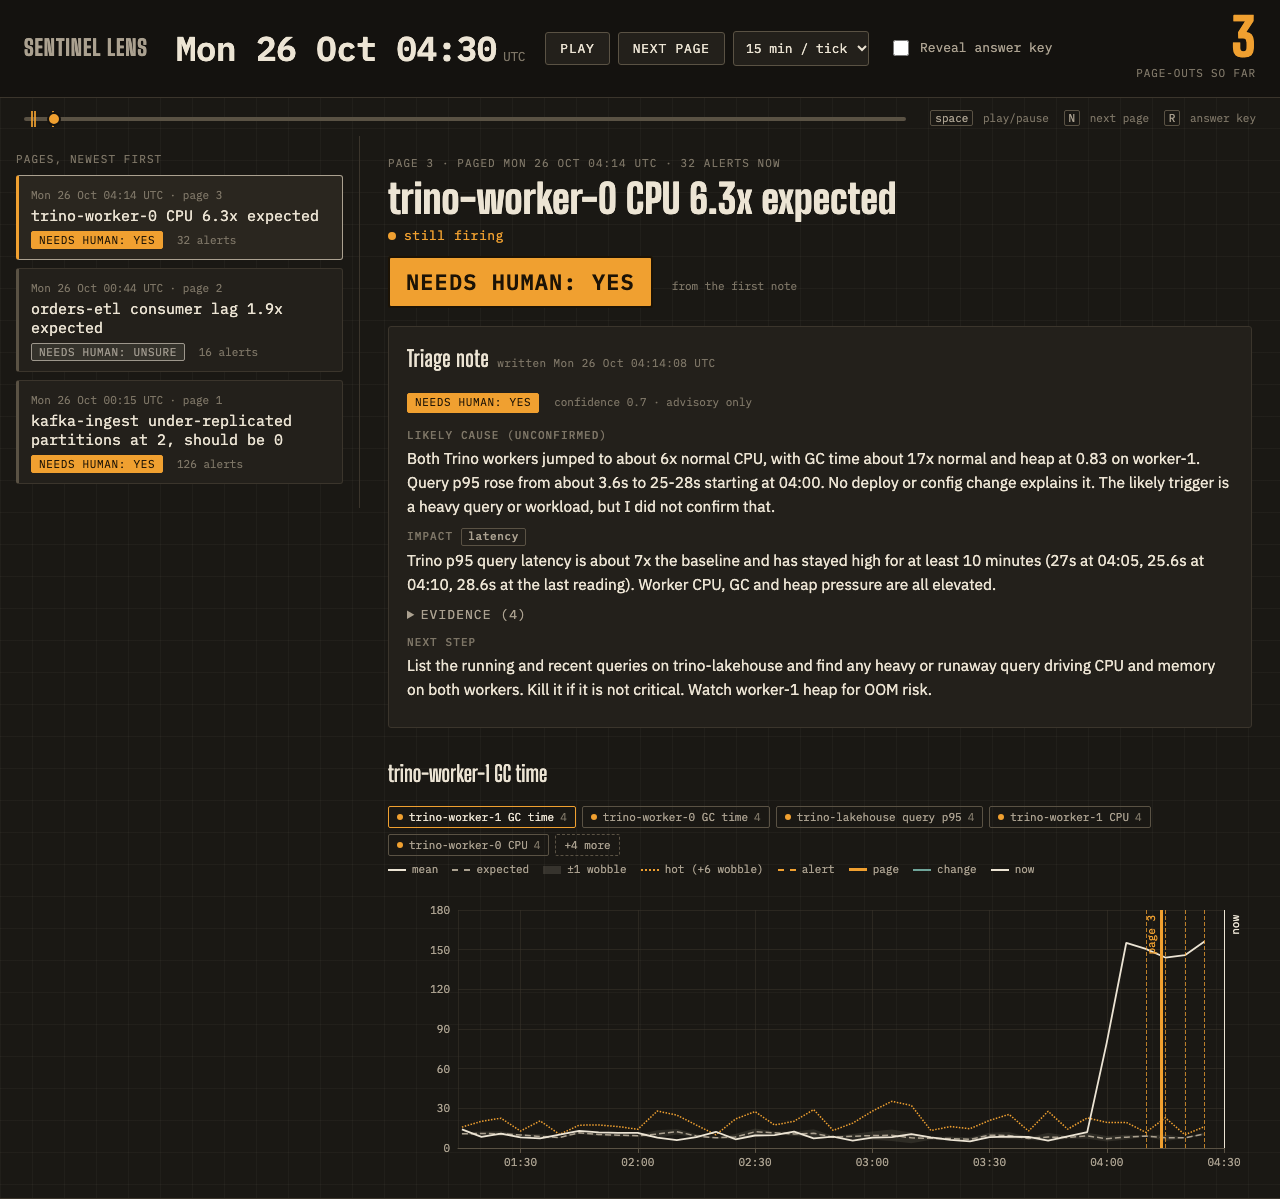 SENTINEL LENS
Mon 26 Oct 04:30 UTC
PLAY
NEXT PAGE
15 min / tick
Reveal answer key
3
PAGE-OUTS SO FAR
space play/pause N next page R answer key
PAGES, NEWEST FIRST
Mon 26 Oct 04:14 UTC · page 3
trino-worker-0 CPU 6.3x expected
NEEDS HUMAN: YES 32 alerts
Mon 26 Oct 00:44 UTC · page 2
orders-etl consumer lag 1.9x
expected
NEEDS HUMAN: UNSURE 16 alerts
Mon 26 Oct 00:15 UTC · page 1
kafka-ingest under-replicated
partitions at 2, should be 0
NEEDS HUMAN: YES 126 alerts
PAGE 3 · PAGED MON 26 OCT 04:14 UTC · 32 ALERTS NOW
trino-worker-0 CPU 6.3x expected
still firing
NEEDS HUMAN: YES from the first note
Triage note written Mon 26 Oct 04:14:08 UTC
NEEDS HUMAN: YES confidence 0.7 · advisory only
LIKELY CAUSE (UNCONFIRMED)
Both Trino workers jumped to about 6x normal CPU, with GC time about 17x normal and heap at 0.83 on worker-1.
Query p95 rose from about 3.6s to 25-28s starting at 04:00. No deploy or config change explains it. The likely trigger is
a heavy query or workload, but I did not confirm that.
IMPACT latency
Trino p95 query latency is about 7x the baseline and has stayed high for at least 10 minutes (27s at 04:05, 25.6s at
04:10, 28.6s at the last reading). Worker CPU, GC and heap pressure are all elevated.
EVIDENCE (4)
NEXT STEP
List the running and recent queries on trino-lakehouse and find any heavy or runaway query driving CPU and memory
on both workers. Kill it if it is not critical. Watch worker-1 heap for OOM risk.
trino-worker-1 GC time
trino-worker-1 GC time 4
trino-worker-0 GC time 4
trino-lakehouse query p95 4
trino-worker-1 CPU 4
trino-worker-0 CPU 4
+4 more
mean expected ±1 wobble hot (+6 wobble) alert page change now
180
150
120
90
60
30
0
page 3
now
01:30 02:00 02:30 03:00 03:30 04:00 04:30